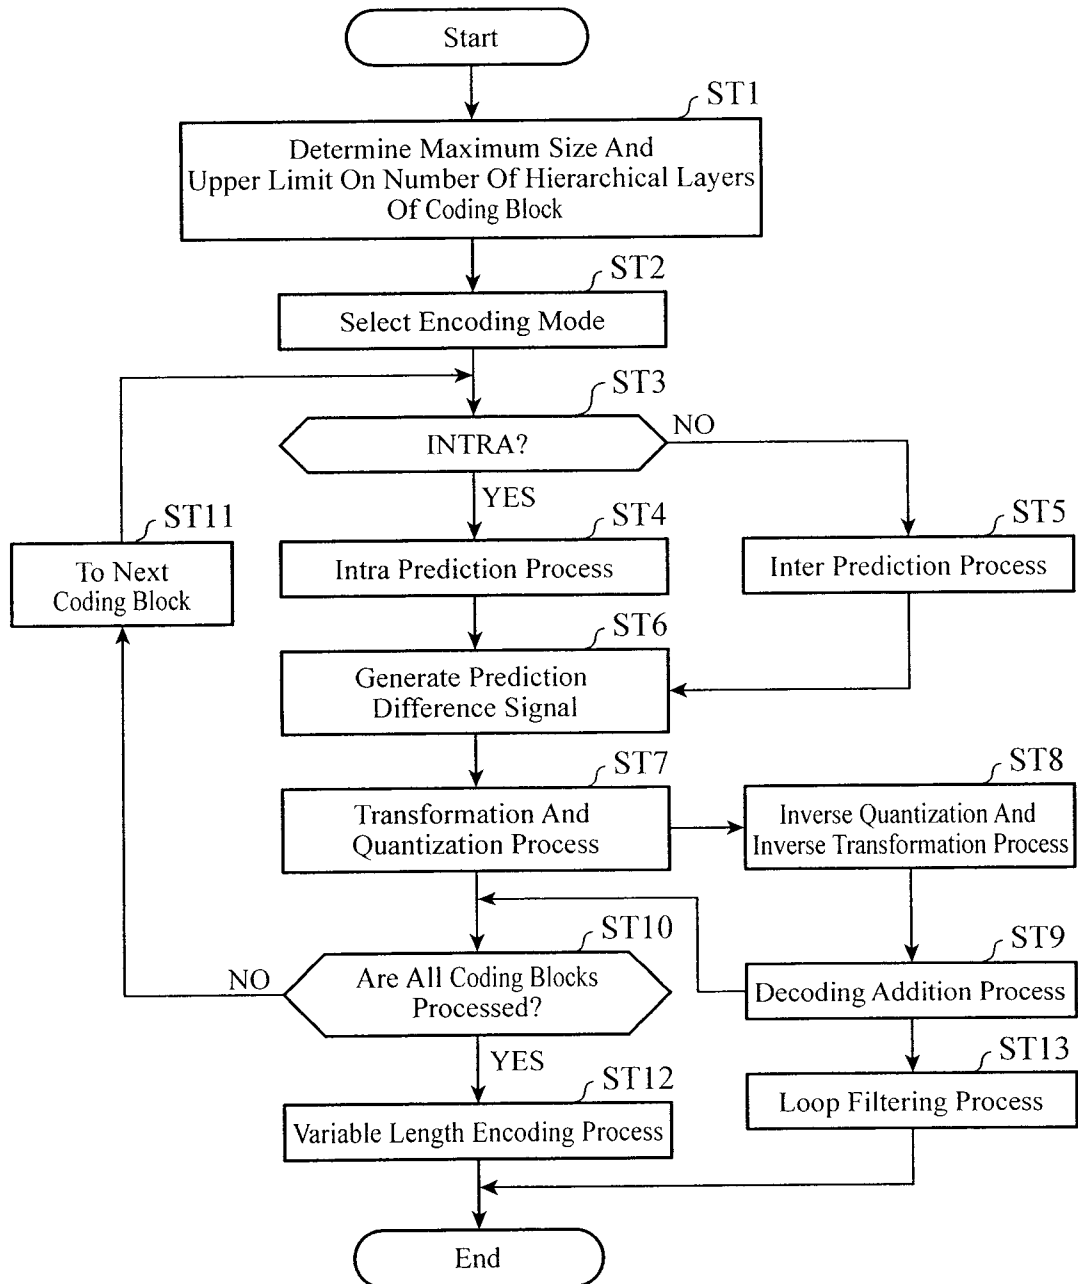 Start
ST1
Determine Maximum Size And
Upper Limit On Number Of Hierarchical Layers
Of Coding Block
ST2
Select Encoding Mode
ST3
INTRA?
NO
YES
ST11
To Next
Coding Block
ST4
Intra Prediction Process
ST5
Inter Prediction Process
ST6
Generate Prediction
Difference Signal
ST7
Transformation And
Quantization Process
ST8
Inverse Quantization And
Inverse Transformation Process
ST10
Are All Coding Blocks
Processed?
NO
YES
ST9
Decoding Addition Process
ST13
Loop Filtering Process
ST12
Variable Length Encoding Process
End